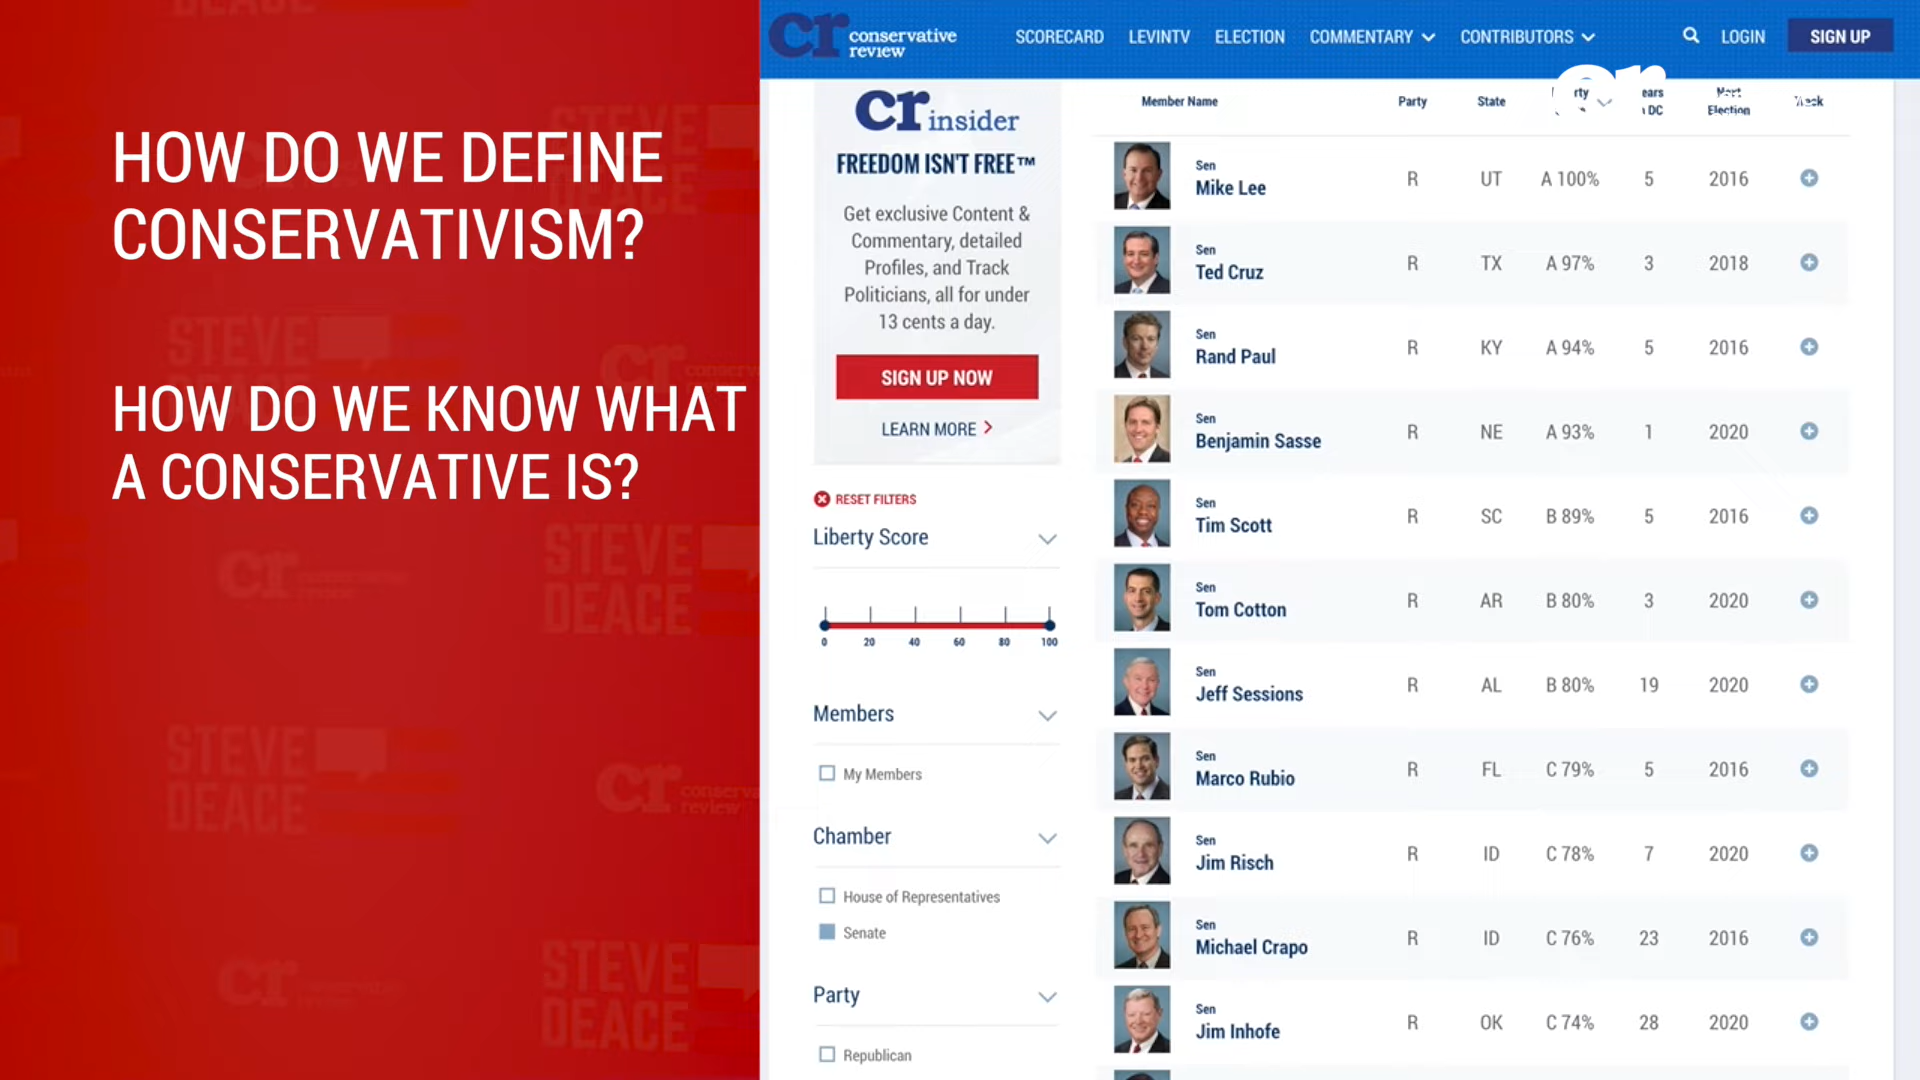 HOW DO WE DEFINE
CONSERVATIVISM?
HOW DO WE KNOW WHAT
A CONSERVATIVE IS?
STEVE
DEACE
cr conservative
review
SCORECARD LEVINTV ELECTION COMMENTARY CONTRIBUTORS LOGIN SIGN UP
cr insider
FREEDOM ISN'T FREE™
Get exclusive Content &
Commentary, detailed
Profiles, and Track
Politicians, all for under
13 cents a day.
SIGN UP NOW
LEARN MORE
RESET FILTERS
Liberty Score
0 20 40 60 80 100
Members
My Members
Chamber
House of Representatives
Senate
Party
Republican
cr
Member Name Party State Next Election
Sen
Mike Lee R UT A 100% 5 2016
Sen
Ted Cruz R TX A 97% 3 2018
Sen
Rand Paul R KY A 94% 5 2016
Sen
Benjamin Sasse R NE A 93% 1 2020
Sen
Tim Scott R SC B 89% 5 2016
Sen
Tom Cotton R AR B 80% 3 2020
Sen
Jeff Sessions R AL B 80% 19 2020
Sen
Marco Rubio R FL C 79% 5 2016
Sen
Jim Risch R ID C 78% 7 2020
Sen
Michael Crapo R ID C 76% 23 2016
Sen
Jim Inhofe R OK C 74% 28 2020